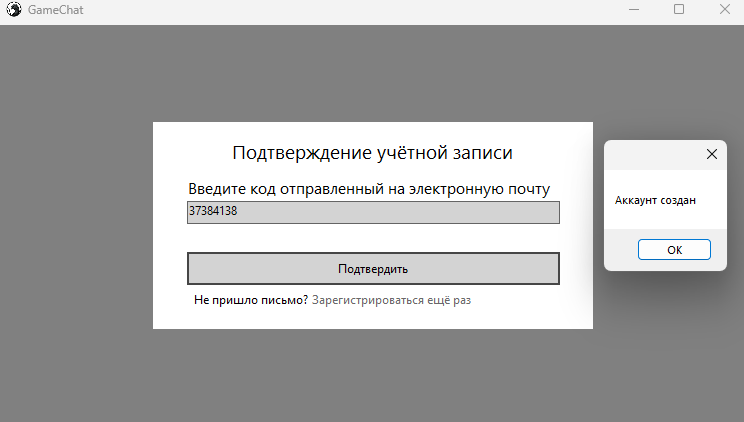 GameChat
Подтверждение учётной записи
Введите код отправленный на электронную почту
37384138
Подтвердить
Не пришло письмо? Зарегистрироваться ещё раз
Аккаунт создан
ОК